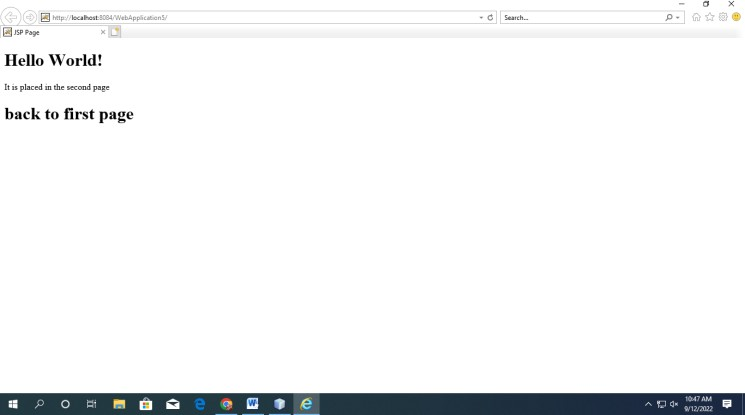 http://localhost:8084/WebApplication5/
Search...
JSP Page
Hello World!
It is placed in the second page
back to first page
10:47 AM
9/12/2022